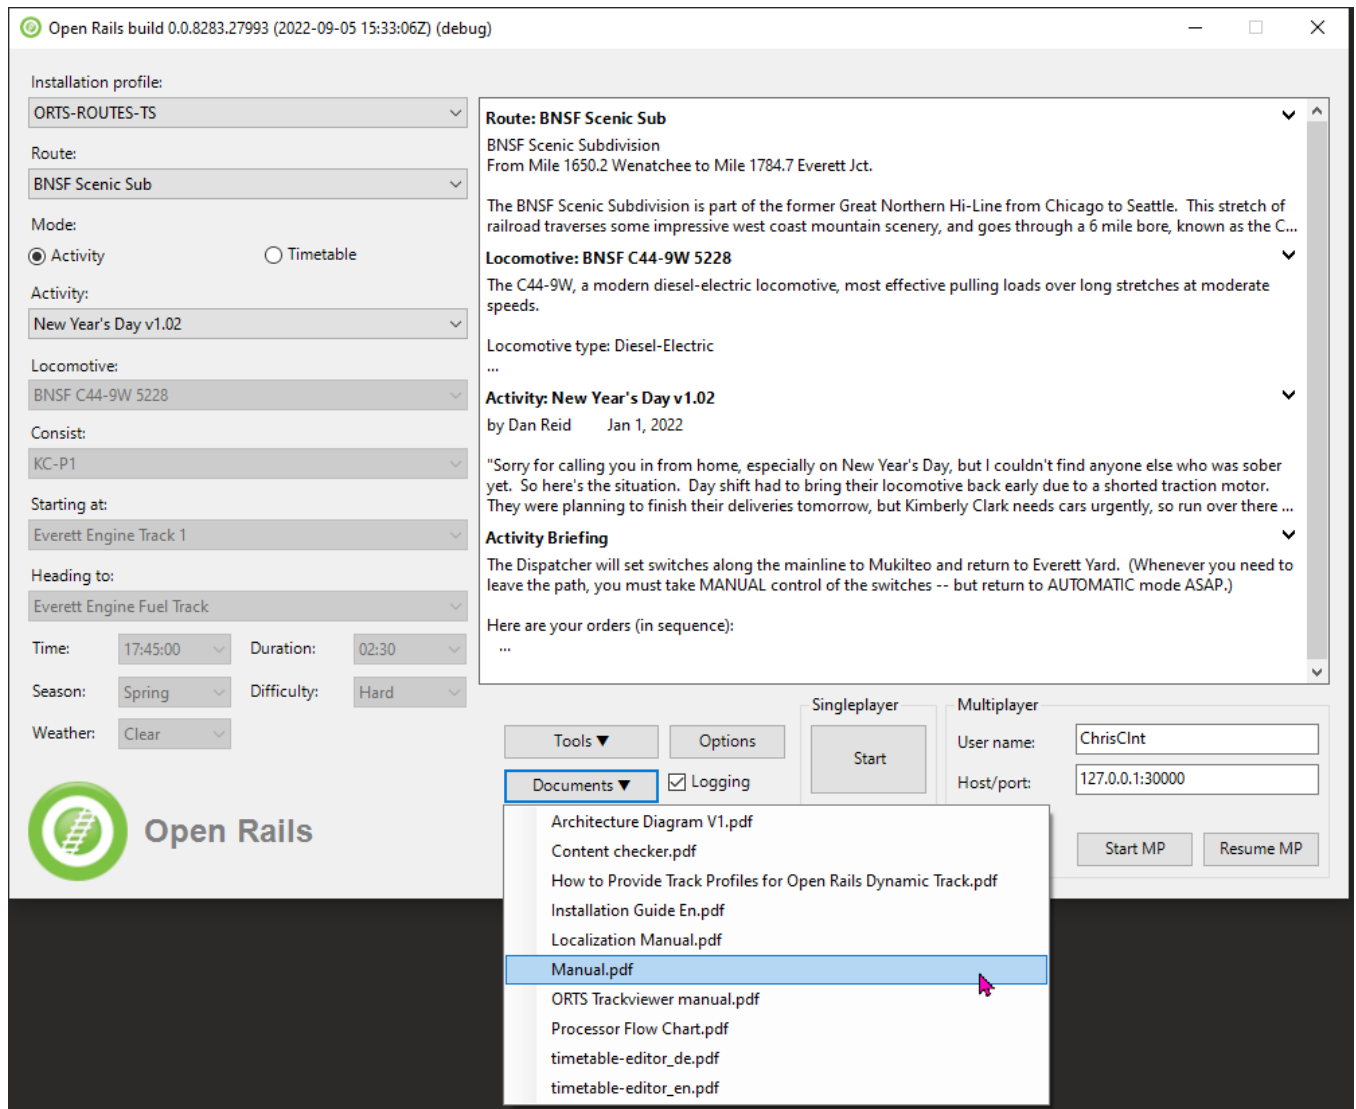 Open Rails build 0.0.8283.27993 (2022-09-05 15:33:06Z) (debug)
Installation profile:
ORTS-ROUTES-TS
Route:
BNSF Scenic Sub
Mode:
Activity
Timetable
Activity:
New Year's Day v1.02
Locomotive:
BNSF C44-9W 5228
Consist:
KC-P1
Starting at:
Everett Engine Track 1
Heading to:
Everett Engine Fuel Track
Time: 17:45:00 Duration: 02:30
Season: Spring Difficulty: Hard
Weather: Clear
Open Rails
Route: BNSF Scenic Sub
BNSF Scenic Subdivision
From Mile 1650.2 Wenatchee to Mile 1784.7 Everett Jct.
The BNSF Scenic Subdivision is part of the former Great Northern Hi-Line from Chicago to Seattle. This stretch of
railroad traverses some impressive west coast mountain scenery, and goes through a 6 mile bore, known as the C...
Locomotive: BNSF C44-9W 5228
The C44-9W, a modern diesel-electric locomotive, most effective pulling loads over long stretches at moderate
speeds.
Locomotive type: Diesel-Electric
...
Activity: New Year's Day v1.02
by Dan Reid Jan 1, 2022
"Sorry for calling you in from home, especially on New Year's Day, but I couldn't find anyone else who was sober
yet. So here's the situation. Day shift had to bring their locomotive back early due to a shorted traction motor.
They were planning to finish their deliveries tomorrow, but Kimberly Clark needs cars urgently, so run over there ...
Activity Briefing
The Dispatcher will set switches along the mainline to Mukilteo and return to Everett Yard. (Whenever you need to
leave the path, you must take MANUAL control of the switches -- but return to AUTOMATIC mode ASAP.)
Here are your orders (in sequence):
...
Tools ▼
Options
Documents ▼
Logging
Singleplayer
Start
Multiplayer
User name: ChrisCInt
Host/port: 127.0.0.1:30000
Start MP
Resume MP
Architecture Diagram V1.pdf
Content checker.pdf
How to Provide Track Profiles for Open Rails Dynamic Track.pdf
Installation Guide En.pdf
Localization Manual.pdf
Manual.pdf
ORTS Trackviewer manual.pdf
Processor Flow Chart.pdf
timetable-editor_de.pdf
timetable-editor_en.pdf